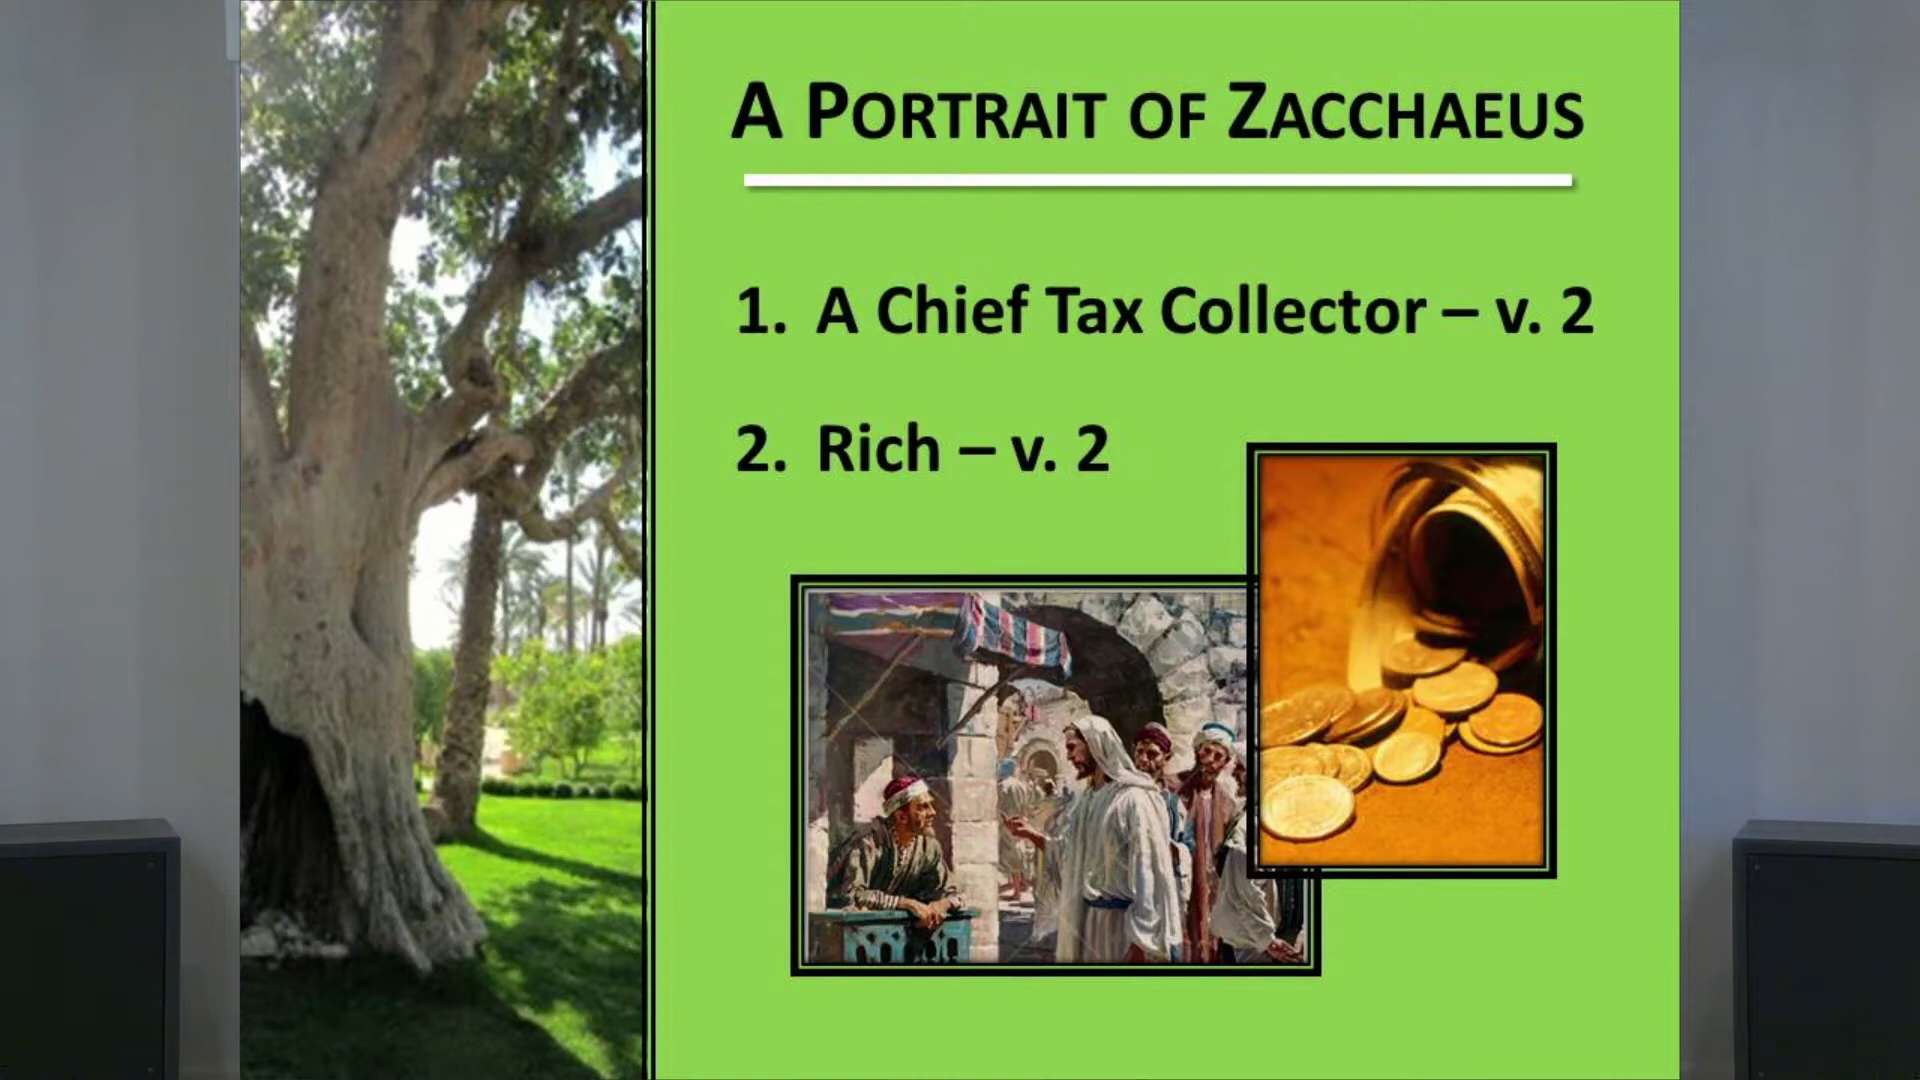 A PORTRAIT OF ZACCHAEUS
1. A Chief Tax Collector – v. 2
2. Rich – v. 2